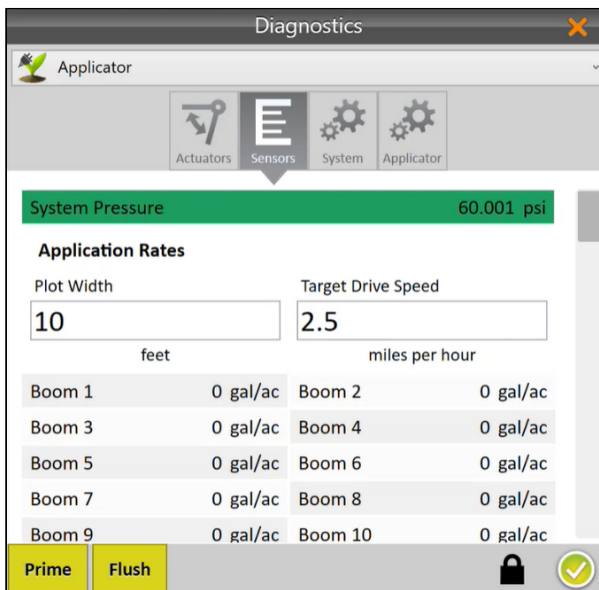 Diagnostics
Applicator
Actuators Sensors System Applicator
System Pressure 60.001 psi
Application Rates
Plot Width Target Drive Speed
10 2.5
feet miles per hour
Boom 1 0 gal/ac Boom 2 0 gal/ac
Boom 3 0 gal/ac Boom 4 0 gal/ac
Boom 5 0 gal/ac Boom 6 0 gal/ac
Boom 7 0 gal/ac Boom 8 0 gal/ac
Boom 9 0 gal/ac Boom 10 0 gal/ac
Prime Flush